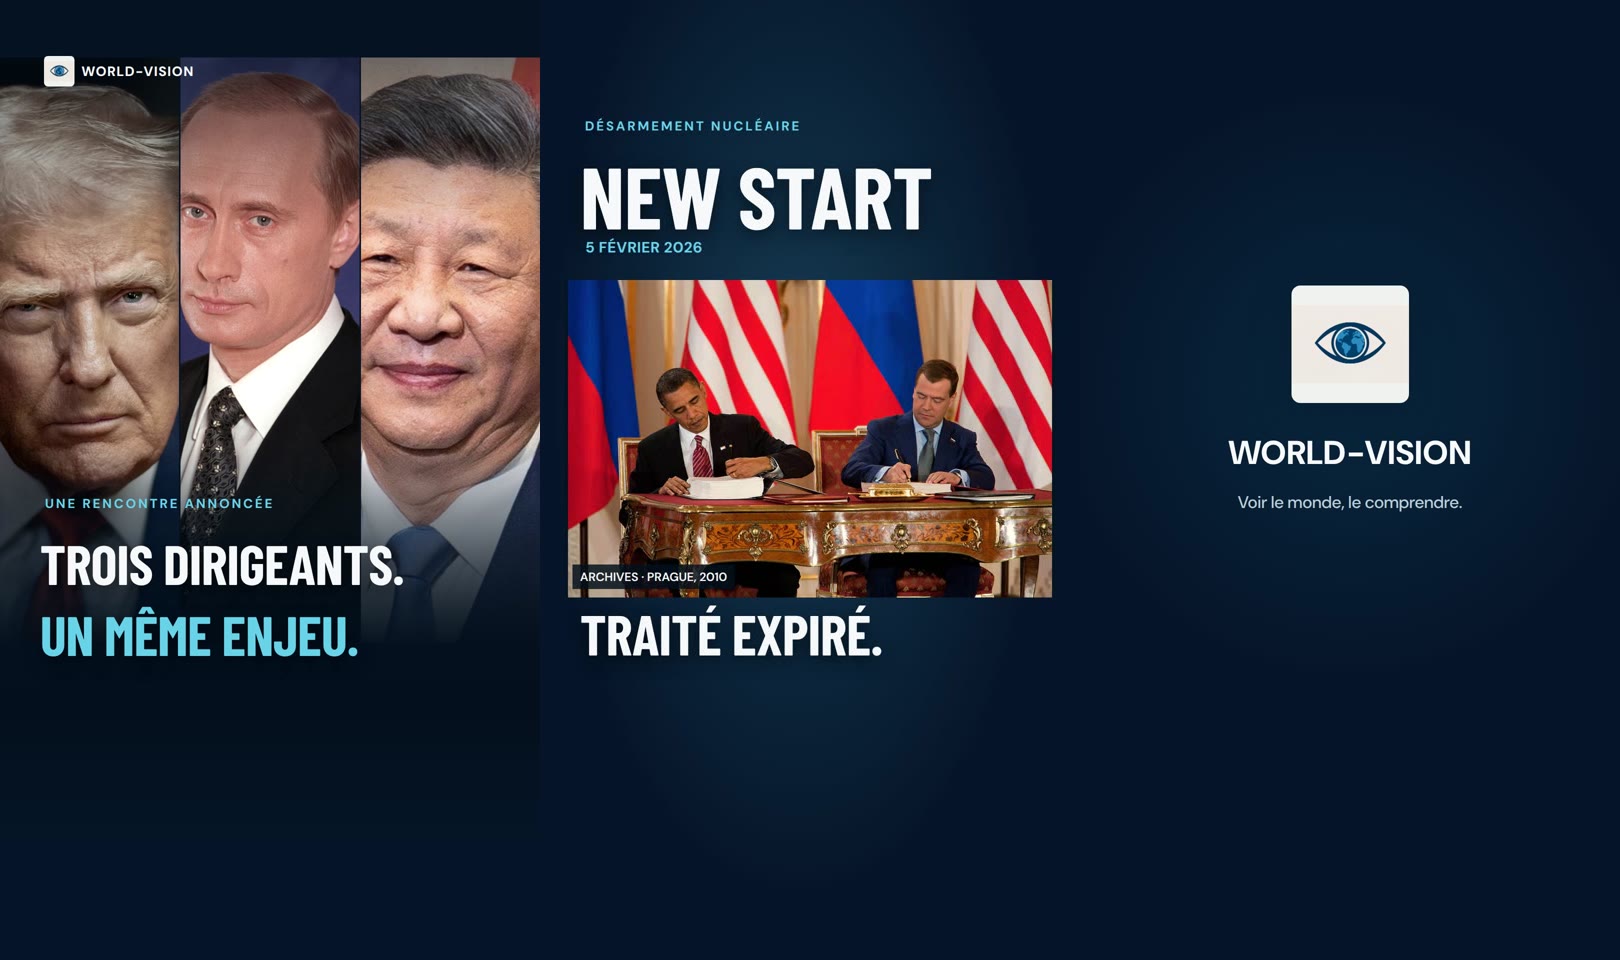 WORLD-VISION
UNE RENCONTRE ANNONCÉE
TROIS DIRIGEANTS.
UN MÊME ENJEU.
DÉSARMEMENT NUCLÉAIRE
NEW START
5 FÉVRIER 2026
ARCHIVES · PRAGUE, 2010
TRAITÉ EXPIRÉ.
WORLD-VISION
Voir le monde, le comprendre.